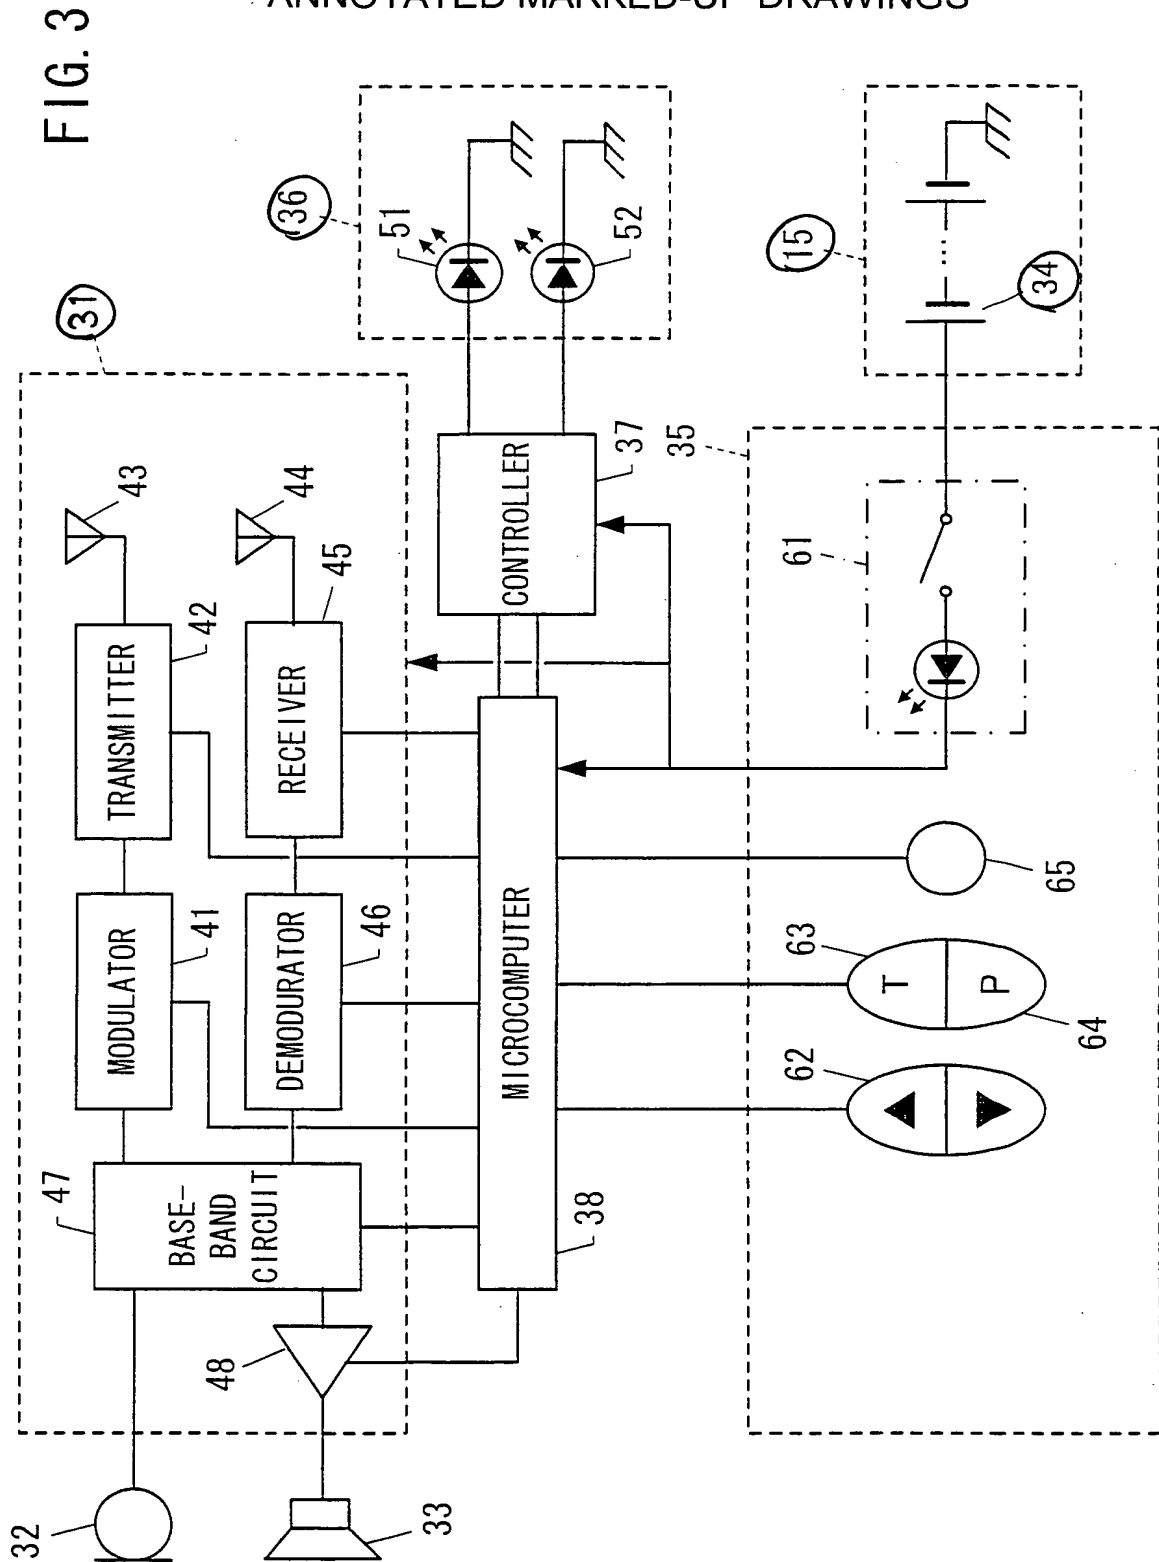 ANNOTATED MARKED-UP DRAWINGS
FIG. 3
32
33
47
BASE-
BAND
CIRCUIT
48
MODULATOR
41
TRANSMITTER
42
43
31
DEMODURATOR
46
RECEIVER
45
44
MICROCOMPUTER
38
CONTROLLER
37
36
51
52
35
62
63
T
P
64
65
61
15
34